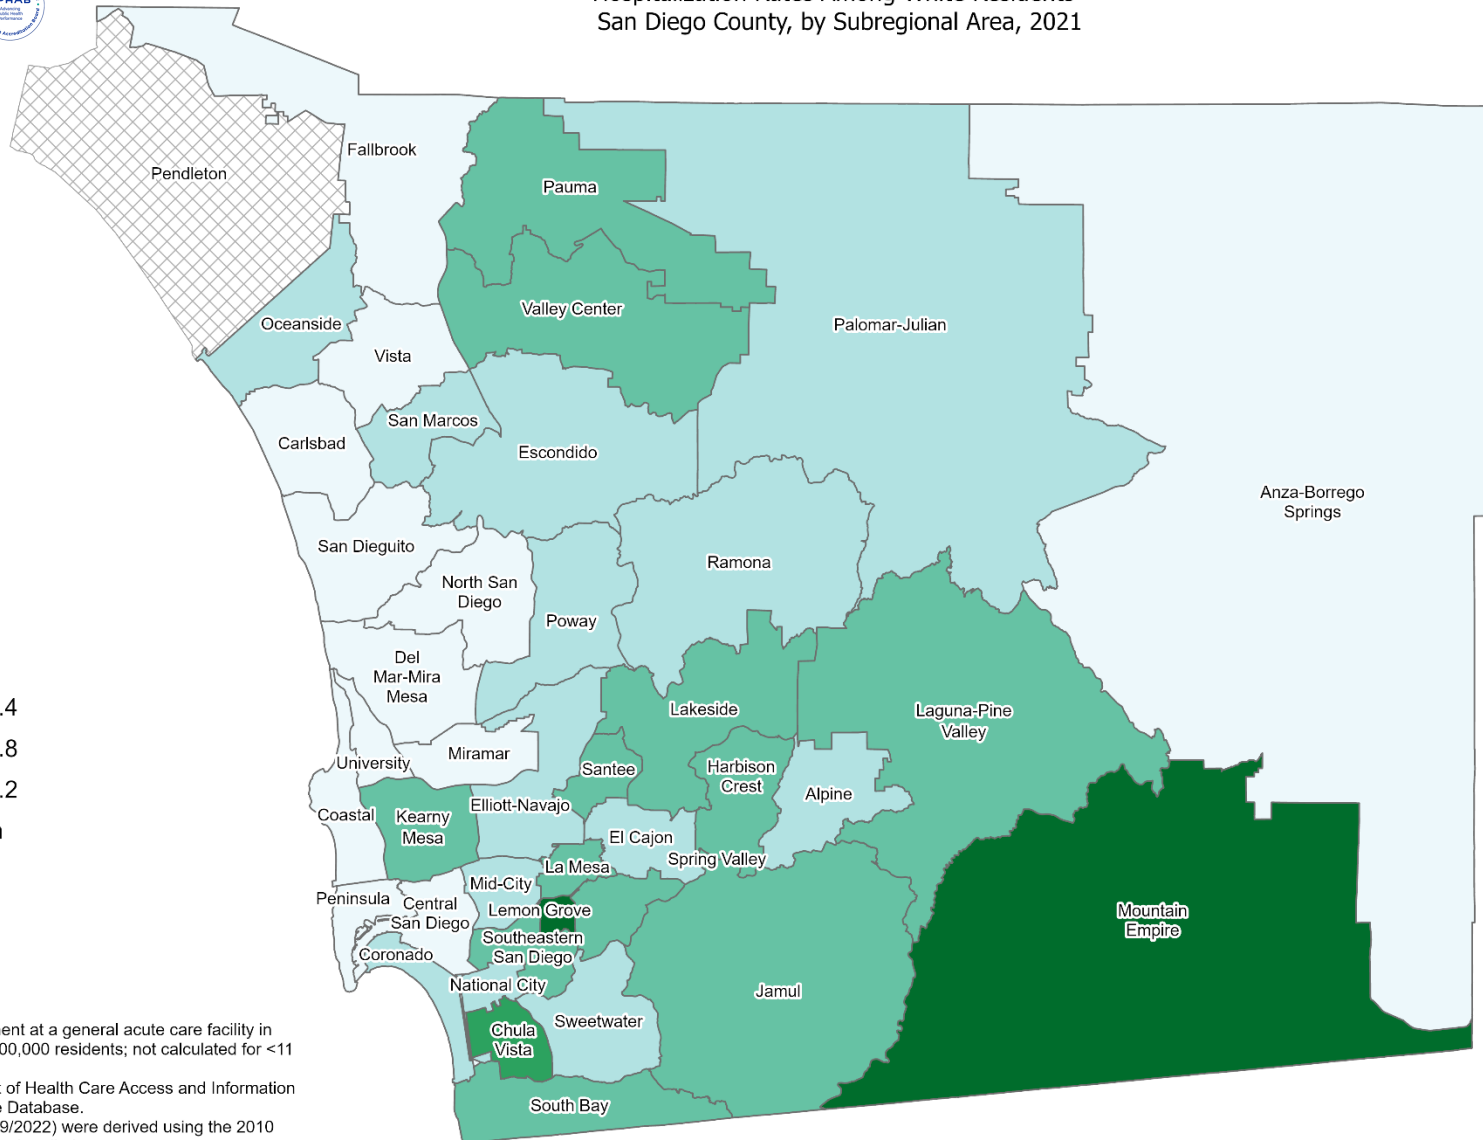 San Diego County, by Subregional Area, 2021
Pendleton
Fallbrook
Pauma
Valley Center
Oceanside
Palomar-Julian
Vista
San Marcos
Carlsbad
Escondido
Anza-Borrego
Springs
San Dieguito
Ramona
North San
Diego
Poway
Del
Mar-Mira
Mesa
.4
Lakeside
Laguna-Pine
Valley
.8
Miramar
University
Santee
Harbison
Crest
.2
Alpine
Elliott-Navajo
Coastal
Kearny
Mesa
El Cajon
Spring Valley
La Mesa
Mid-City
Peninsula
Central
San Diego
Lemon Grove
Mountain
Empire
Southeastern
San Diego
Coronado
National City
Jamul
Sweetwater
Chula
Vista
South Bay
ent at a general acute care facility in
00,000 residents; not calculated for <11
of Health Care Access and Information
Database.
9/2022) were derived using the 2010